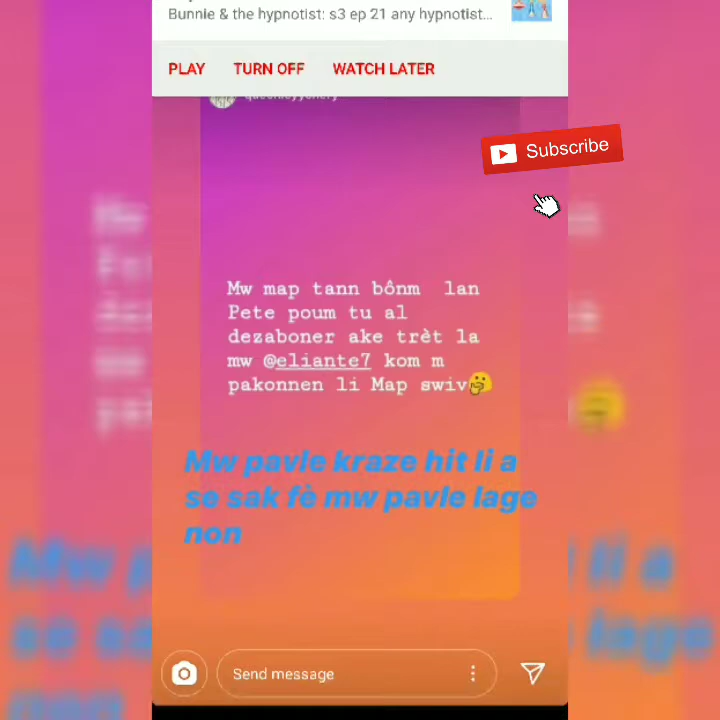 Bunnie & the hypnotist: s3 ep 21 any hypnotist...
PLAY TURN OFF WATCH LATER
Subscribe
Mw map tann bônm lan
Pete poum tu al
dezaboner ake trèt la
mw @eliante7 kom m
pakonnen li Map swiv🤔
Mw pavle kraze hit li a
se sak fè mw pavle lage
non
Send message